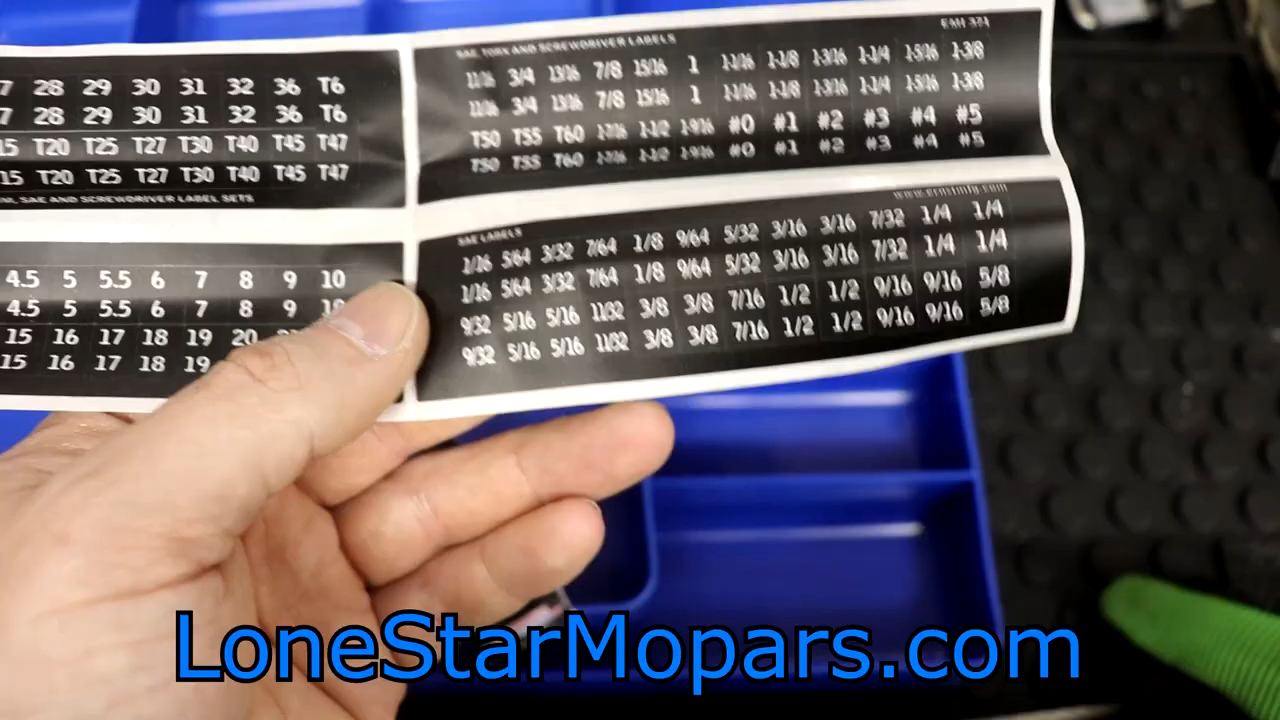 28 29 30 31 32 36 T6
28 29 30 31 32 36 T6
15 T20 T25 T27 T30 T40 T45 T47
15 T20 T25 T27 T30 T40 T45 T47
SAE AND SCREWDRIVER LABEL SETS
4.5 5 5.5 6 7 8 9 10
4.5 5 5.5 6 7 8 9
15 16 17 18 19 20
15 16 17 18 19
SAE, TORX AND SCREWDRIVER LABELS
11/16 3/4 13/16 7/8 15/16 1 1-1/16 1-1/8 1-3/16 1-1/4 1-5/16 1-3/8
11/16 3/4 13/16 7/8 15/16 1 1-1/16 1-1/8 1-3/16 1-1/4 1-5/16 1-3/8
T50 T55 T60 1-7/16 1-1/2 1-9/16 #0 #1 #2 #3 #4 #5
T50 T55 T60 1-7/16 1-1/2 1-9/16 #0 #1 #2 #3 #4 #5
www.ernstmfg.com
SAE LABELS
1/16 5/64 3/32 7/64 1/8 9/64 5/32 3/16 3/16 7/32 1/4 1/4
1/16 5/64 3/32 7/64 1/8 9/64 5/32 3/16 3/16 7/32 1/4 1/4
9/32 5/16 5/16 11/32 3/8 3/8 7/16 1/2 1/2 9/16 9/16 5/8
9/32 5/16 5/16 11/32 3/8 3/8 7/16 1/2 1/2 9/16 9/16 5/8
LoneStarMopars.com